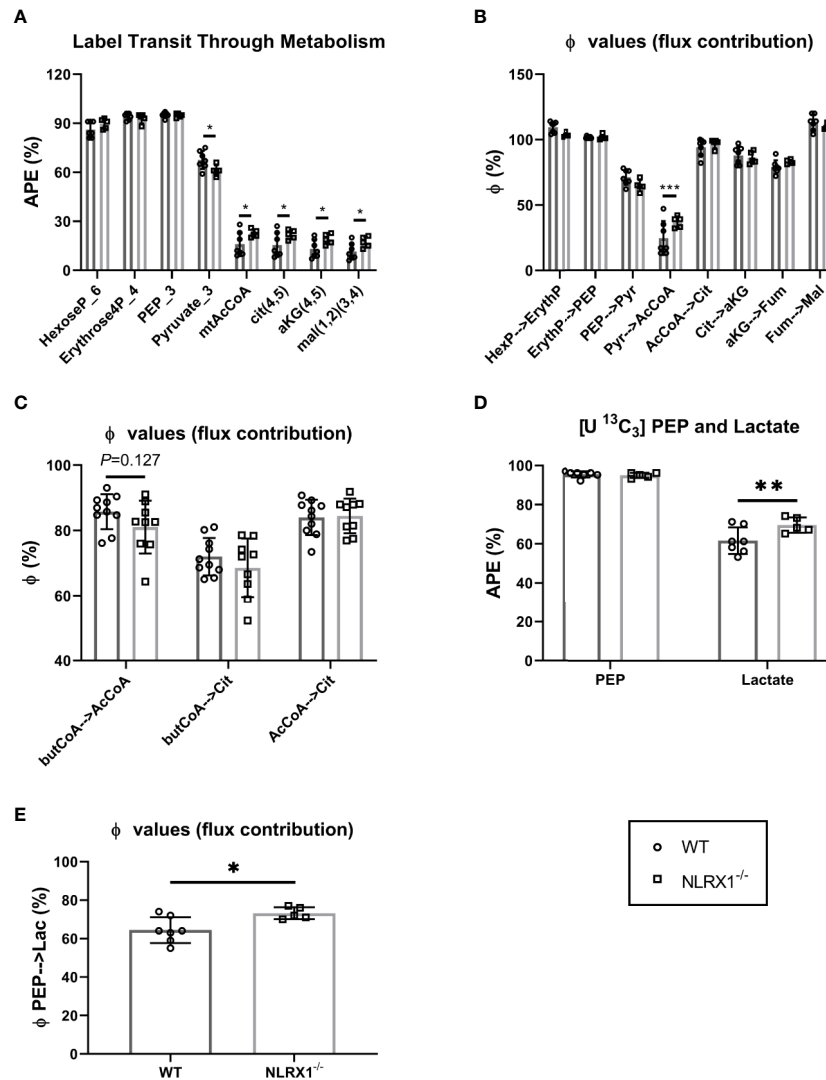 A
Label Transit Through Metabolism
APE (%)
120
90
60
30
0
*
*
*
*
*
HexoseP_6
Erythrose4P_4
PEP_3
Pyruvate_3
mtAcCoA
cit(4,5)
aKG(4,5)
mal(1,2)(3,4)
B
ϕ values (flux contribution)
ϕ (%)
150
100
50
0
***
HexP-->ErythP
ErythP-->PEP
PEP-->Pyr
Pyr-->AcCoA
AcCoA-->Cit
Cit-->aKG
aKG-->Fum
Fum-->Mal
C
ϕ values (flux contribution)
P=0.127
ϕ (%)
100
80
60
40
butCoA-->AcCoA
butCoA-->Cit
AcCoA-->Cit
D
[U ¹³C₃] PEP and Lactate
APE (%)
100
80
60
40
20
0
**
PEP
Lactate
E
ϕ values (flux contribution)
ϕ PEP-->Lac (%)
100
80
60
40
20
0
*
WT
NLRX1⁻/⁻
WT
NLRX1⁻/⁻